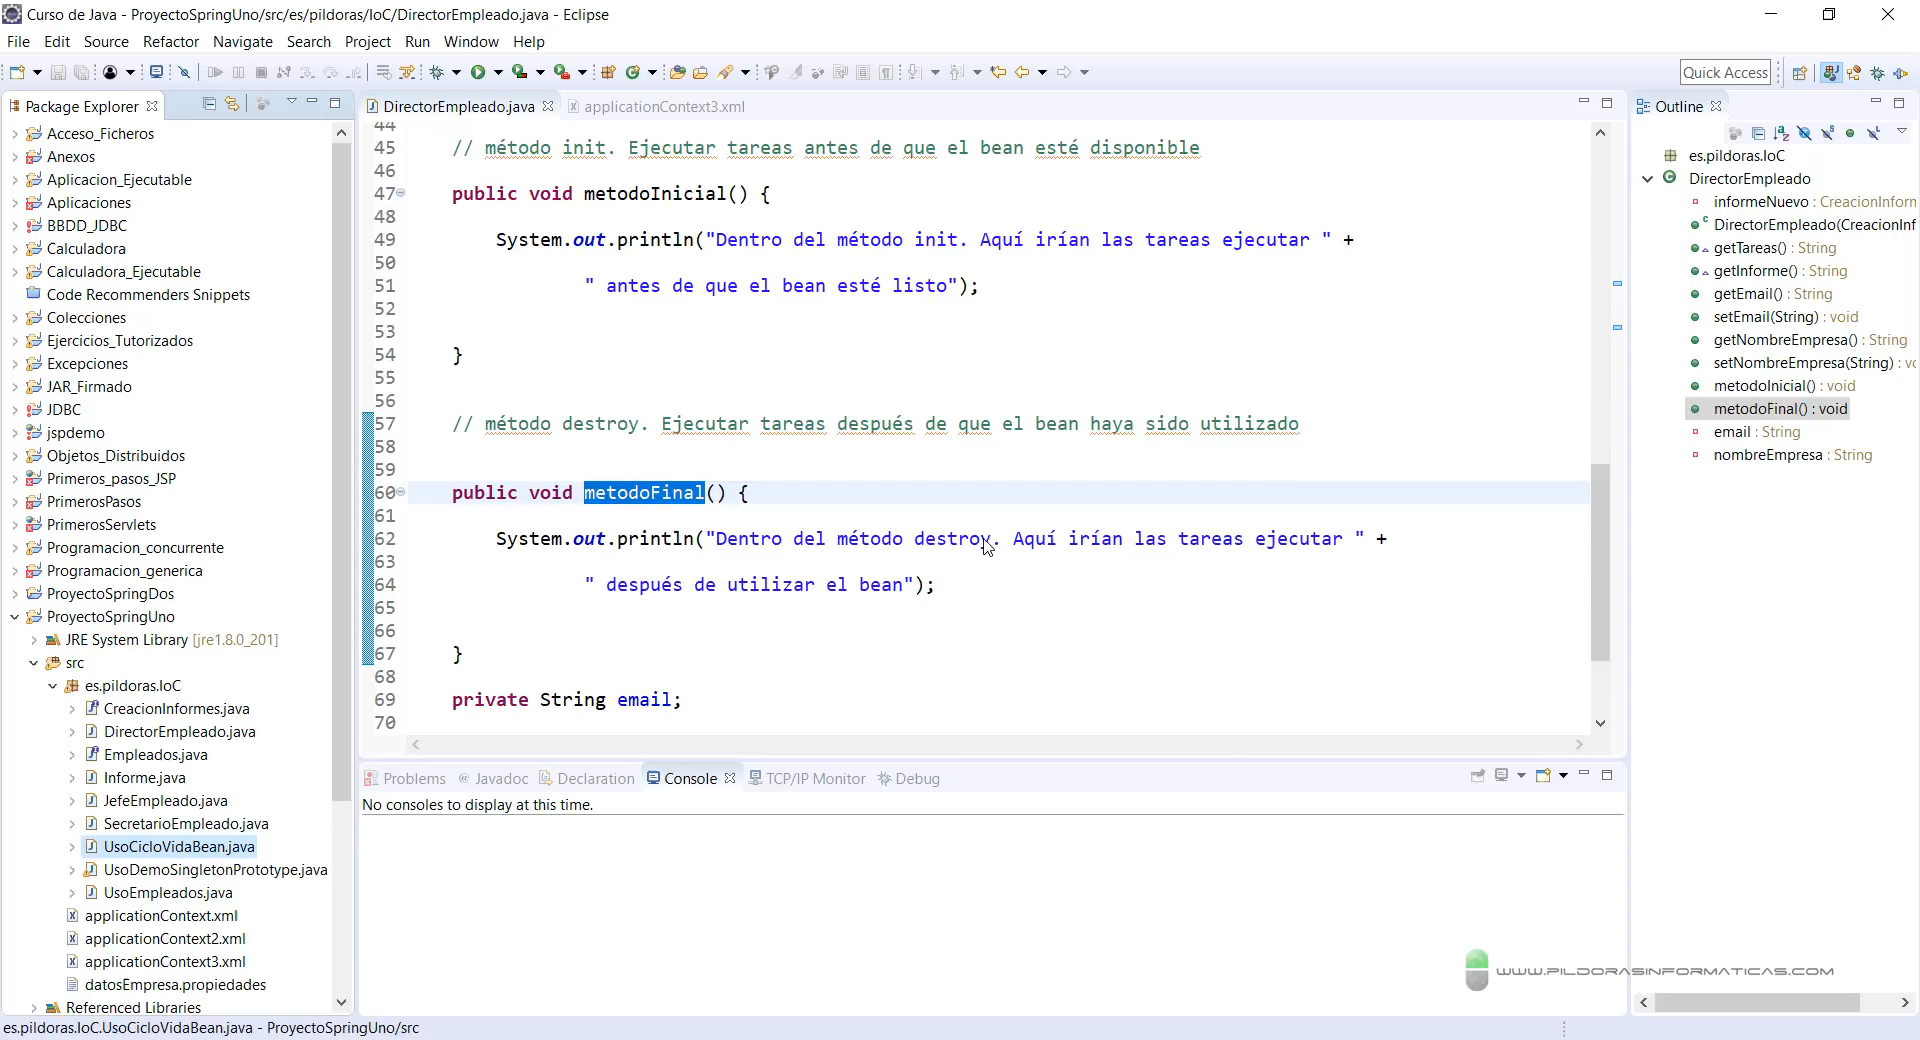 Curso de Java - ProyectoSpringUno/src/es/pildoras/IoC/DirectorEmpleado.java - Eclipse
File Edit Source Refactor Navigate Search Project Run Window Help
Quick Access
Package Explorer
Acceso_Ficheros
Anexos
Aplicacion_Ejecutable
Aplicaciones
BBDD_JDBC
Calculadora
Calculadora_Ejecutable
Code Recommenders Snippets
Colecciones
Ejercicios_Tutorizados
Excepciones
JAR_Firmado
JDBC
jspdemo
Objetos_Distribuidos
Primeros_pasos_JSP
PrimerosPasos
PrimerosServlets
Programacion_concurrente
Programacion_generica
ProyectoSpringDos
ProyectoSpringUno
JRE System Library [jre1.8.0_201]
src
es.pildoras.IoC
CreacionInformes.java
DirectorEmpleado.java
Empleados.java
Informe.java
JefeEmpleado.java
SecretarioEmpleado.java
UsoCicloVidaBean.java
UsoDemoSingletonPrototype.java
UsoEmpleados.java
applicationContext.xml
applicationContext2.xml
applicationContext3.xml
datosEmpresa.propiedades
Referenced Libraries
DirectorEmpleado.java applicationContext3.xml
44
45 // método init. Ejecutar tareas antes de que el bean esté disponible
46
47 public void metodoInicial() {
48
49 System.out.println("Dentro del método init. Aquí irían las tareas ejecutar " +
50
51 " antes de que el bean esté listo");
52
53
54 }
55
56
57 // método destroy. Ejecutar tareas después de que el bean haya sido utilizado
58
59
60 public void metodoFinal() {
61
62 System.out.println("Dentro del método destroy. Aquí irían las tareas ejecutar " +
63
64 " después de utilizar el bean");
65
66
67 }
68
69 private String email;
70
Problems Javadoc Declaration Console TCP/IP Monitor Debug
No consoles to display at this time.
Outline
es.pildoras.IoC
DirectorEmpleado
informeNuevo : CreacionInform
DirectorEmpleado(CreacionInf
getTareas() : String
getInforme() : String
getEmail() : String
setEmail(String) : void
getNombreEmpresa() : String
setNombreEmpresa(String) : vo
metodoInicial() : void
metodoFinal() : void
email : String
nombreEmpresa : String
WWW.PILDORASINFORMATICAS.COM
es.pildoras.IoC.UsoCicloVidaBean.java - ProyectoSpringUno/src